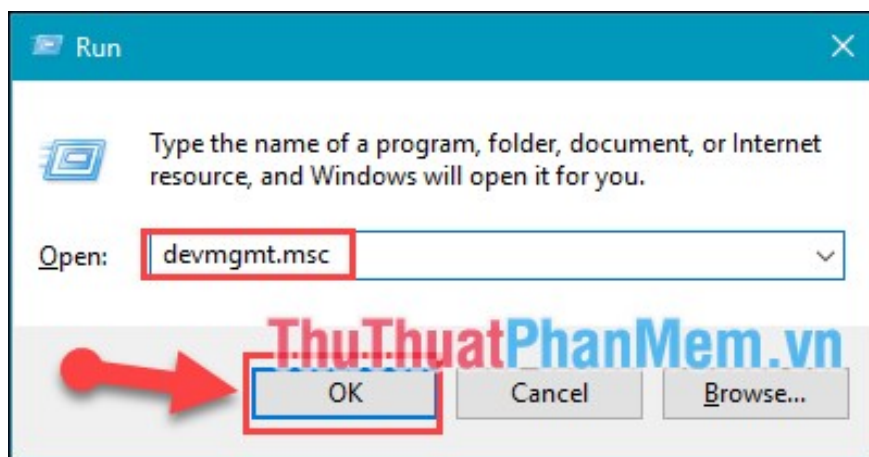 Run
Type the name of a program, folder, document, or Internet
resource, and Windows will open it for you.
Open: devmgmt.msc
ThuThuatPhanMem.vn
OK Cancel Browse...